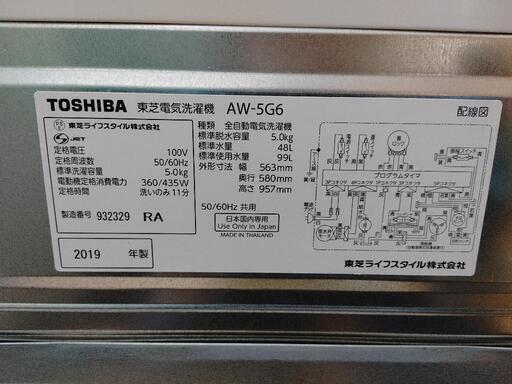 TOSHIBA 東芝電気洗濯機 AW-5G6
配線図
東芝ライフスタイル株式会社
JET
定格電圧 100V
定格周波数 50/60Hz
標準洗濯容量 5.0kg
電動機定格消費電力 360/435W
定格時間 洗いのみ 11分
製造番号 932329 RA
2019 年製
種類 全自動電気洗濯機
標準脱水容量 5.0kg
標準水量 48L
標準使用水量 99L
外形寸法 幅 563mm
奥行 580mm
高さ 957mm
50/60Hz 共用
日本国内専用
Use Only in Japan
MADE IN THAILAND
プログラムタイマ
東芝ライフスタイル株式会社